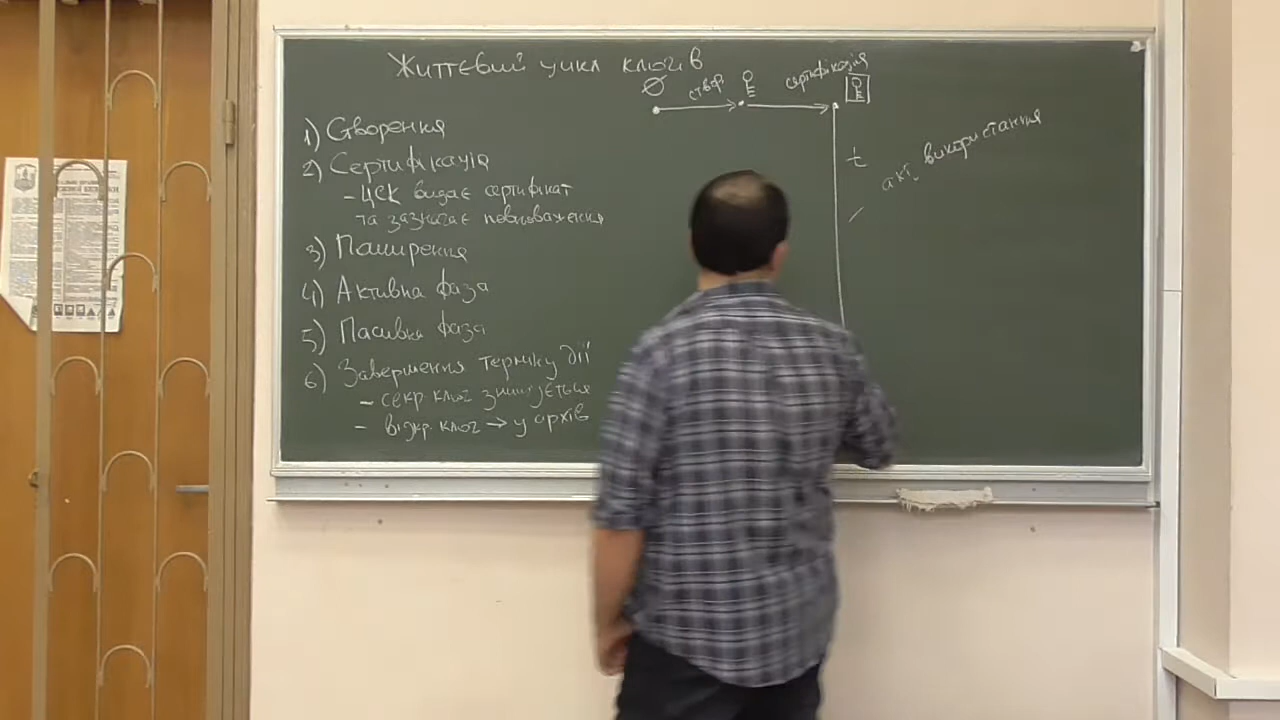 Життєвий цикл ключів
∅ створ. сертифікація
1) Створення
2) Сертифікація
- ЦСК видає сертифікат
та зазначає повноваження
3) Поширення
4) Активна фаза
5) Пасивна фаза
6) Завершення терміну дії
- секр. ключ знищується
- відкр. ключ → у архів
t
акт. використання